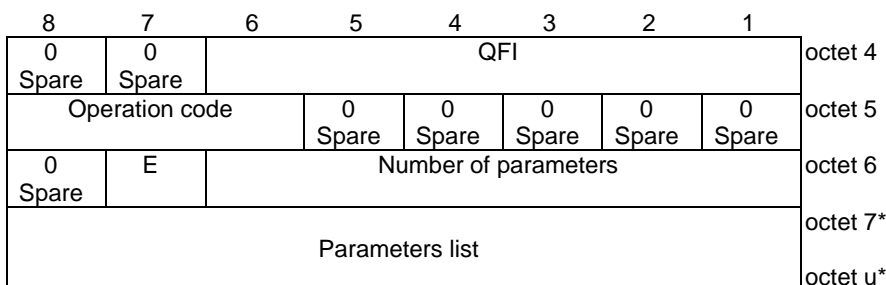 8 7 6 5 4 3 2 1
0 0 QFI octet 4
Spare Spare
Operation code 0 0 0 0 0 octet 5
Spare Spare Spare Spare Spare
0 E Number of parameters octet 6
Spare
octet 7*
Parameters list
octet u*